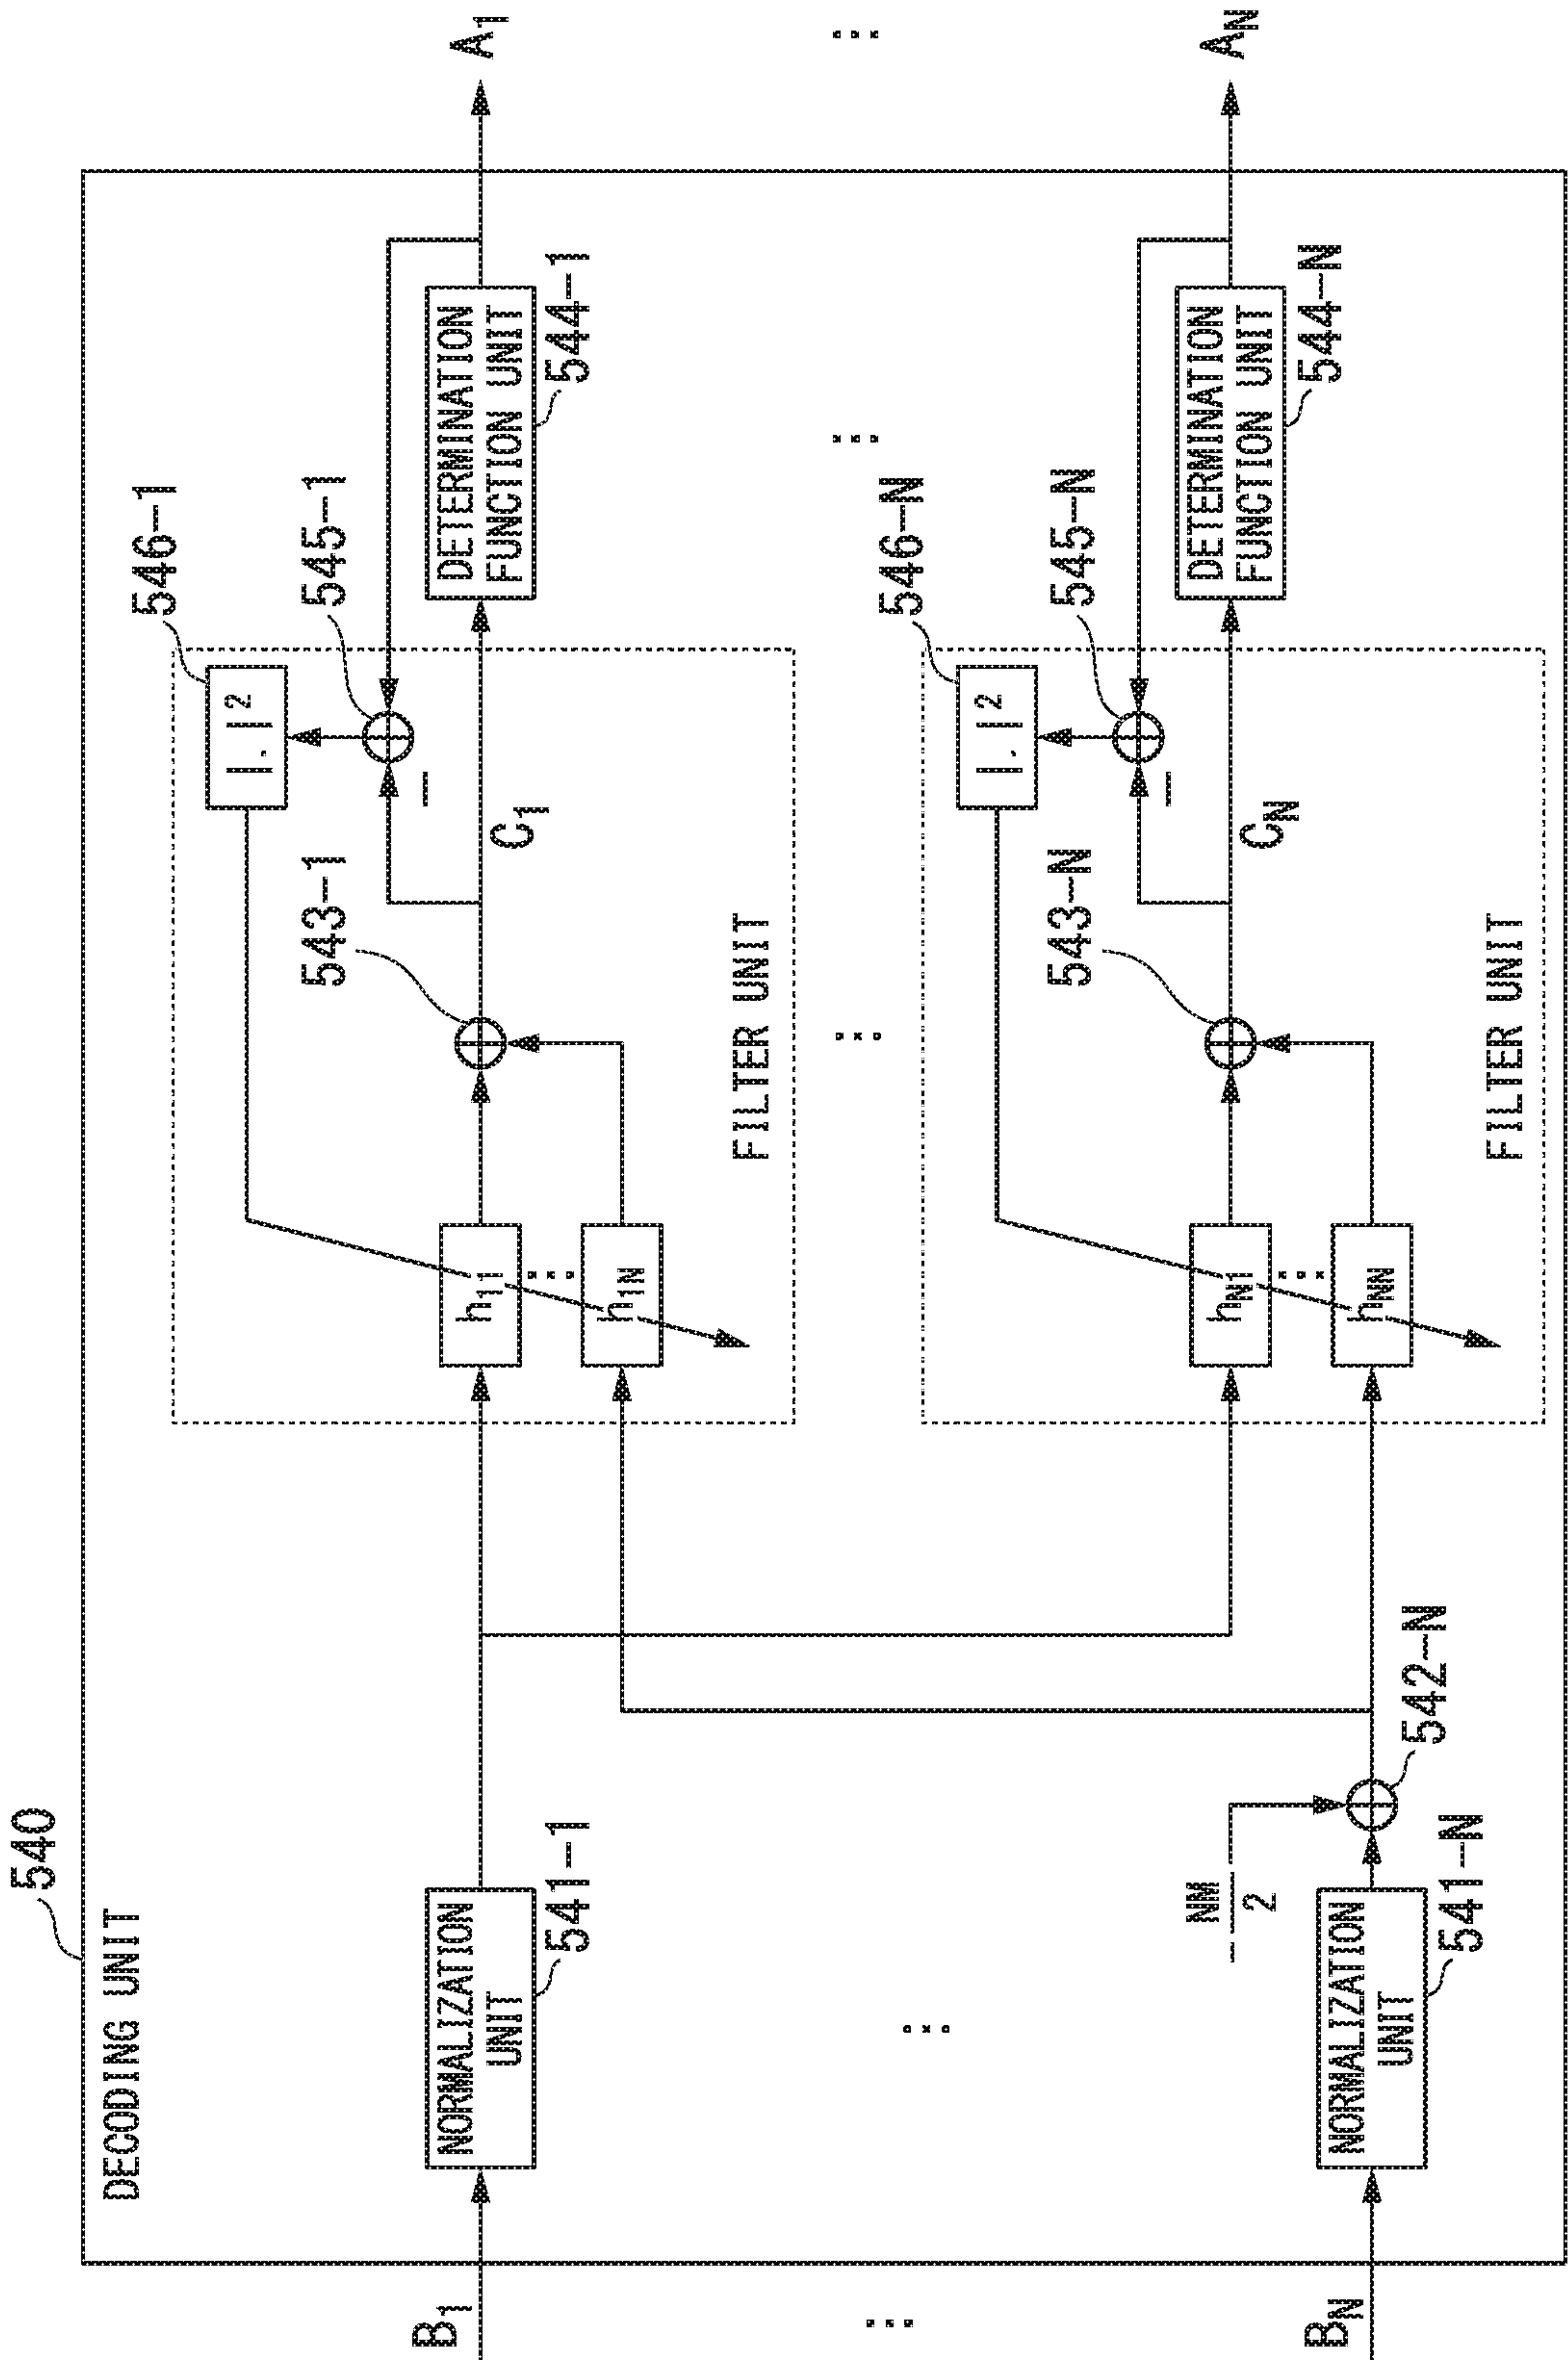 540
DECODING UNIT
546-1
|.|²
545-1
−
543-1
B₁
NORMALIZATION
UNIT
541-1
h₁₁
...
h₁N
C₁
DETERMINATION
FUNCTION UNIT
544-1
A₁
FILTER UNIT
...
...
...
...
...
546-N
|.|²
545-N
−
543-N
hN₁
...
hNN
CN
DETERMINATION
FUNCTION UNIT
544-N
AN
− NM
2
BN
NORMALIZATION
UNIT
541-N
542-N
FILTER UNIT